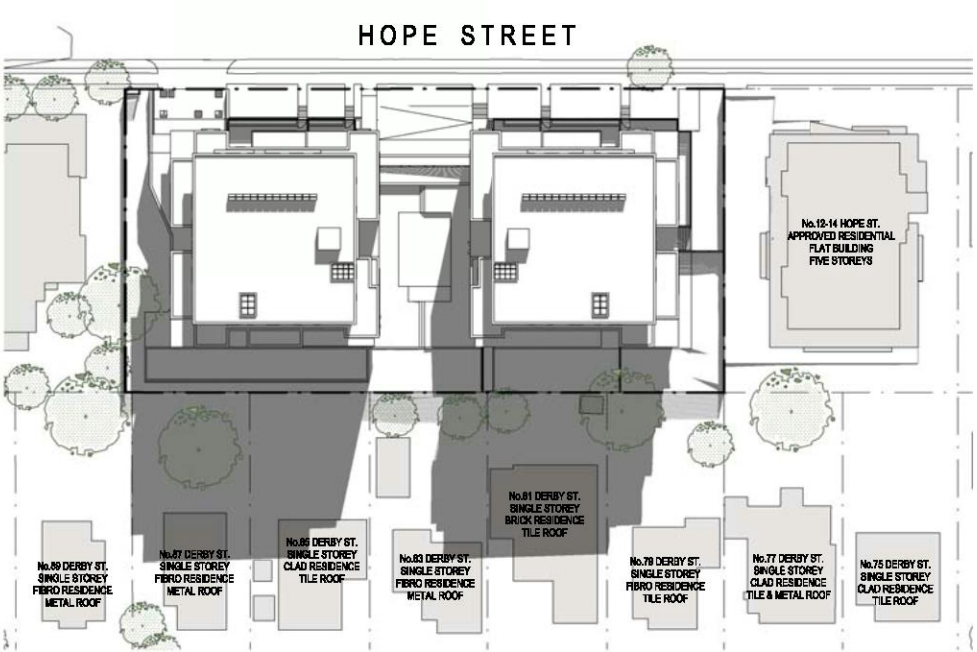 HOPE STREET
No.12-14 HOPE ST.
APPROVED RESIDENTIAL
FLAT BUILDING
FIVE STOREYS
No.81 DERBY ST.
SINGLE STOREY
BRICK RESIDENCE
TILE ROOF
No.89 DERBY ST.
SINGLE STOREY
FIBRO RESIDENCE
METAL ROOF
No.87 DERBY ST.
SINGLE STOREY
FIBRO RESIDENCE
METAL ROOF
No.85 DERBY ST.
SINGLE STOREY
CLAD RESIDENCE
TILE ROOF
No.83 DERBY ST.
SINGLE STOREY
FIBRO RESIDENCE
METAL ROOF
No.79 DERBY ST.
SINGLE STOREY
FIBRO RESIDENCE
TILE ROOF
No.77 DERBY ST.
SINGLE STOREY
CLAD RESIDENCE
TILE & METAL ROOF
No.75 DERBY ST.
SINGLE STOREY
CLAD RESIDENCE
TILE ROOF